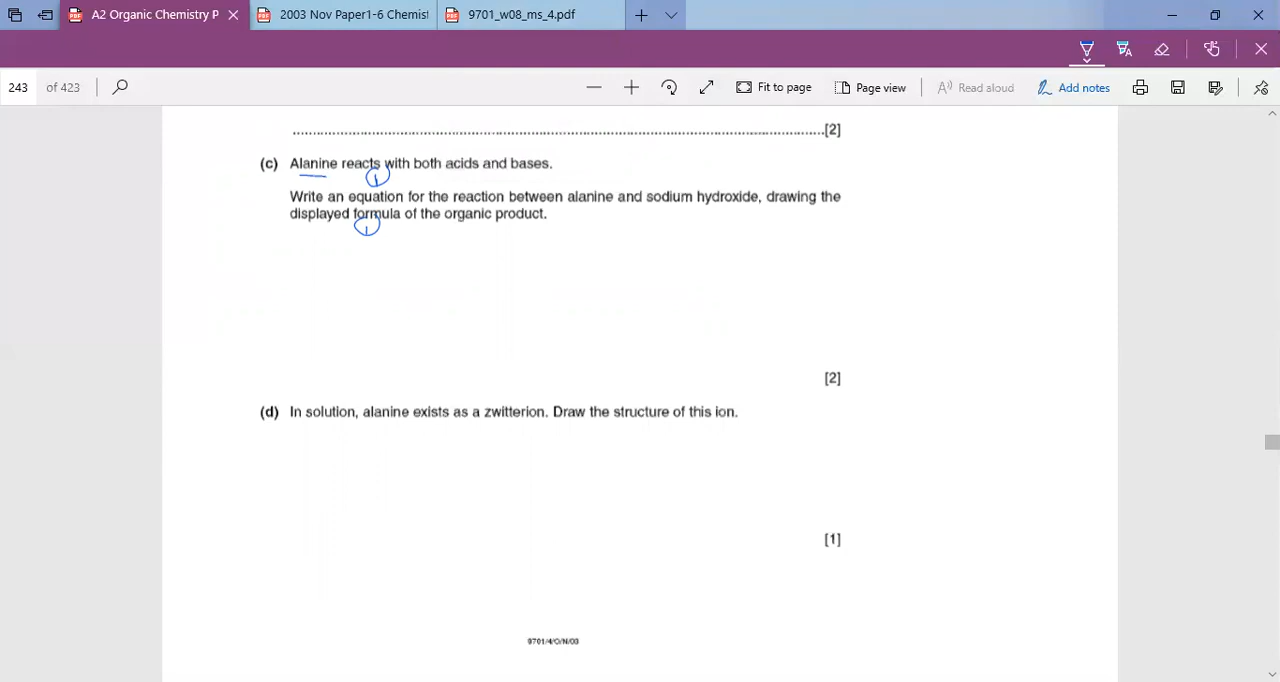 A2 Organic Chemistry P
2003 Nov Paper1-6 Chemist
9701_w08_ms_4.pdf
243 of 423
Fit to page
Page view
Read aloud
Add notes
[2]
(c) Alanine reacts with both acids and bases.
Write an equation for the reaction between alanine and sodium hydroxide, drawing the
displayed formula of the organic product.
[2]
(d) In solution, alanine exists as a zwitterion. Draw the structure of this ion.
[1]
9701/4/O/N/03